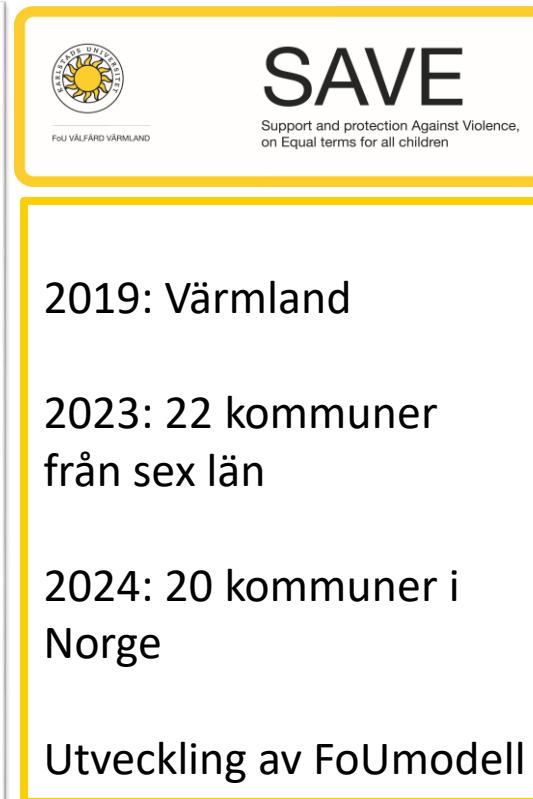 KARLSTADS UNIVERSITET
FoU VÄLFÄRD VÄRMLAND
SAVE
Support and protection Against Violence,
on Equal terms for all children
2019: Värmland
2023: 22 kommuner
från sex län
2024: 20 kommuner i
Norge
Utveckling av FoUmodell